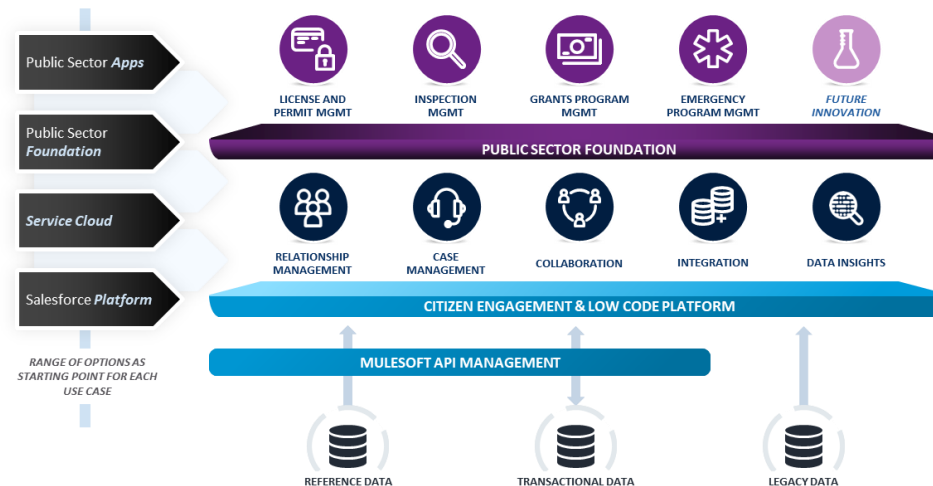 Public Sector Apps
Public Sector
Foundation
Service Cloud
Salesforce Platform
RANGE OF OPTIONS AS
STARTING POINT FOR EACH
USE CASE
LICENSE AND
PERMIT MGMT
INSPECTION
MGMT
GRANTS PROGRAM
MGMT
EMERGENCY
PROGRAM MGMT
FUTURE
INNOVATION
PUBLIC SECTOR FOUNDATION
RELATIONSHIP
MANAGEMENT
CASE
MANAGEMENT
COLLABORATION
INTEGRATION
DATA INSIGHTS
CITIZEN ENGAGEMENT & LOW CODE PLATFORM
MULESOFT API MANAGEMENT
REFERENCE DATA
TRANSACTIONAL DATA
LEGACY DATA